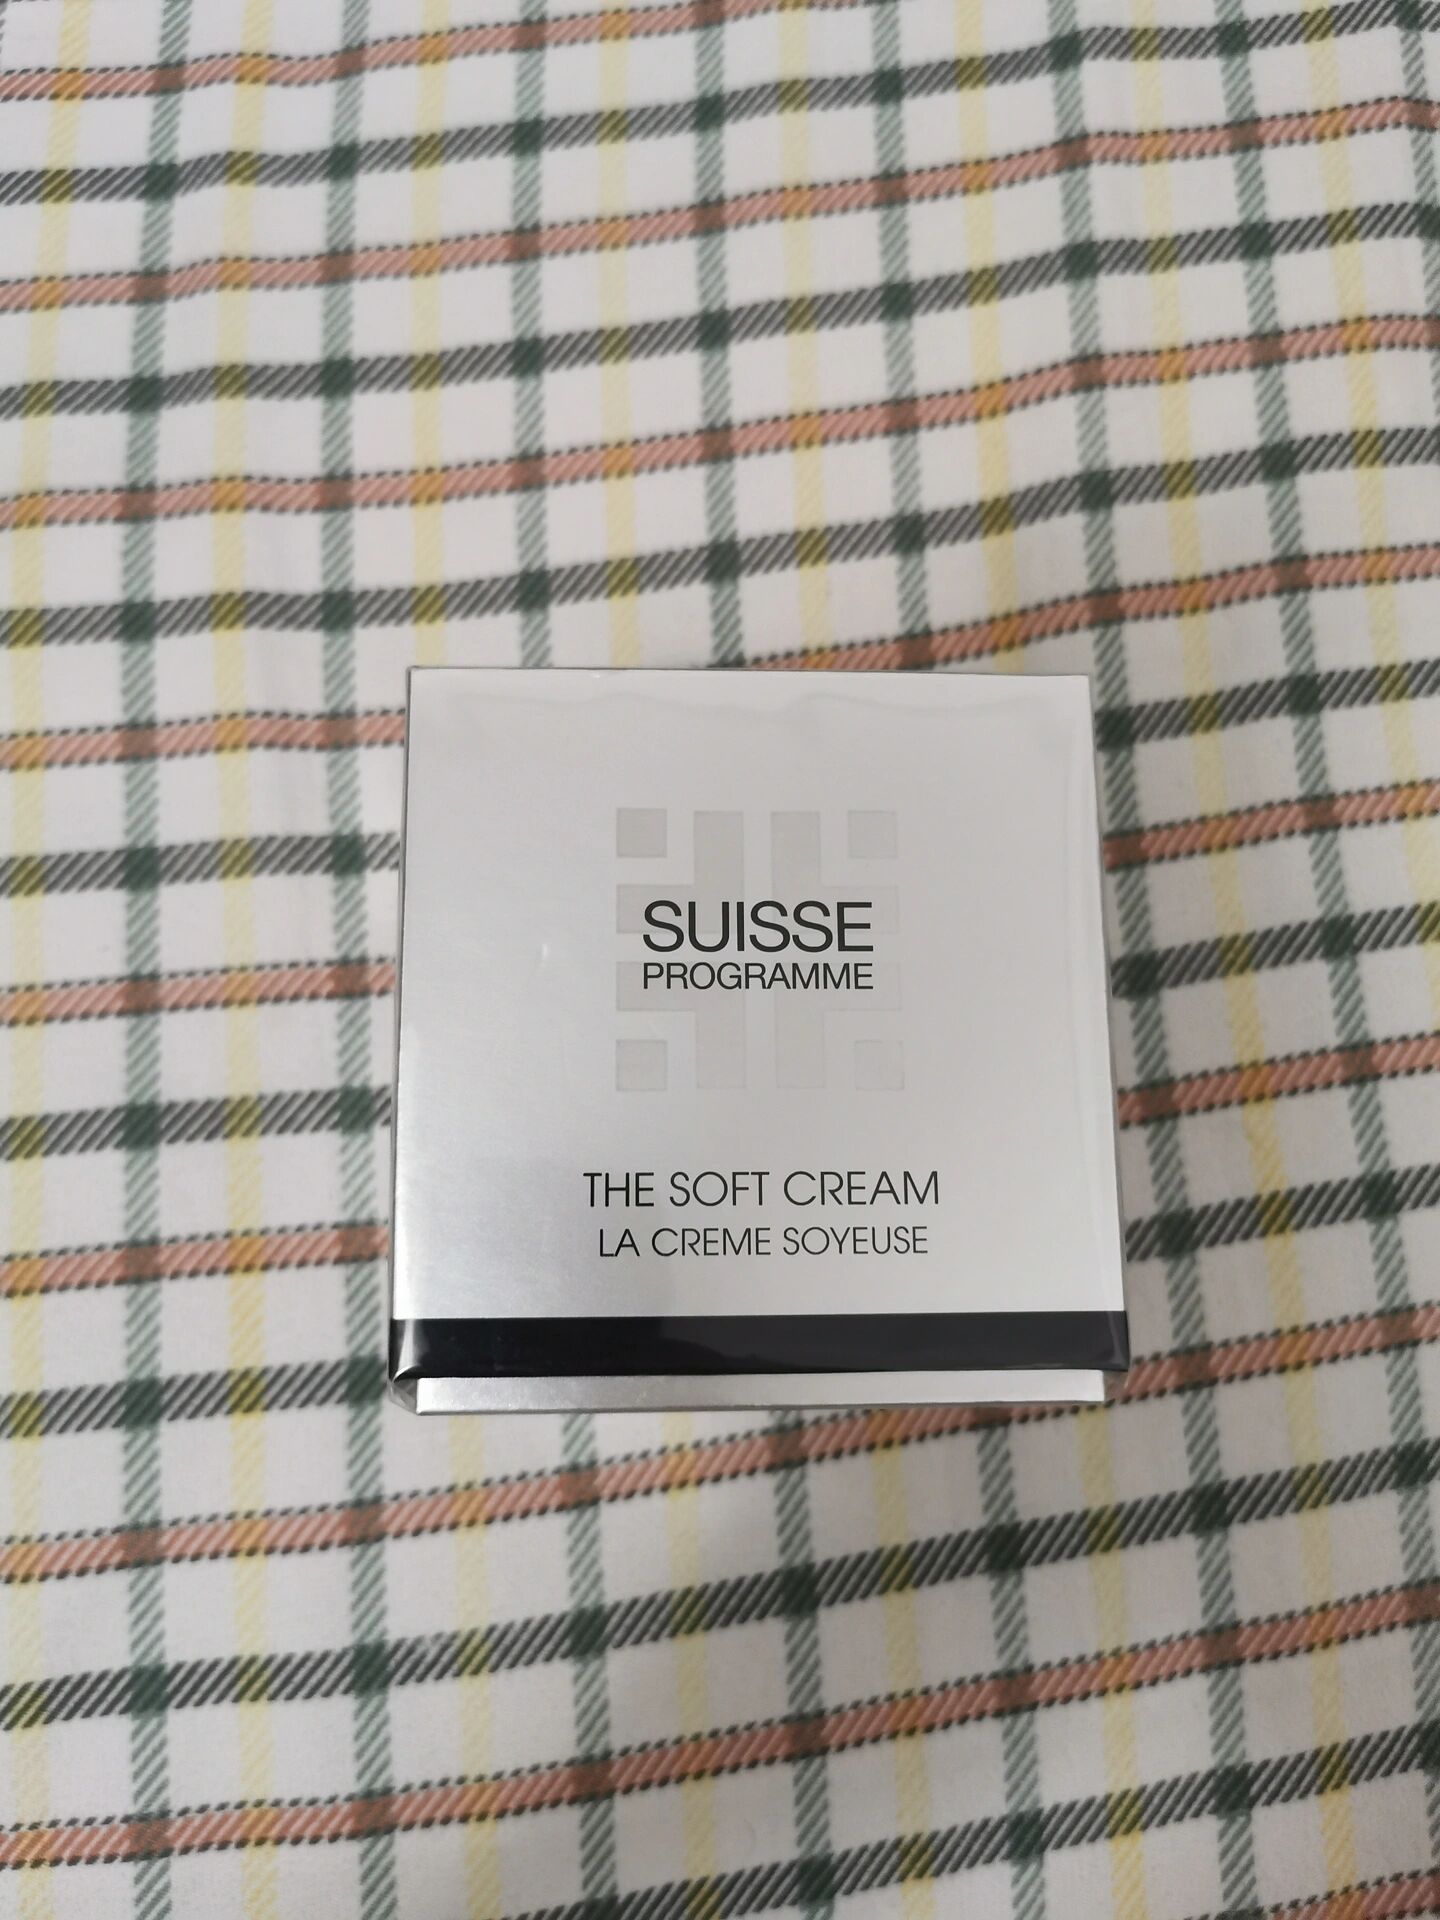 SUISSE
PROGRAMME
THE SOFT CREAM
LA CREME SOYEUSE